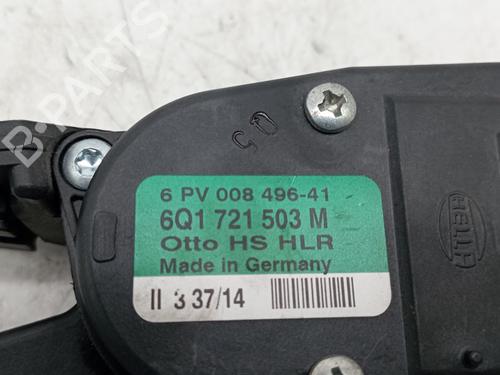 B-PARTS
05
6 PV 008 496-41
6Q1 721 503 M
Otto HS HLR
Made in Germany
II 3 37/14
HELLA